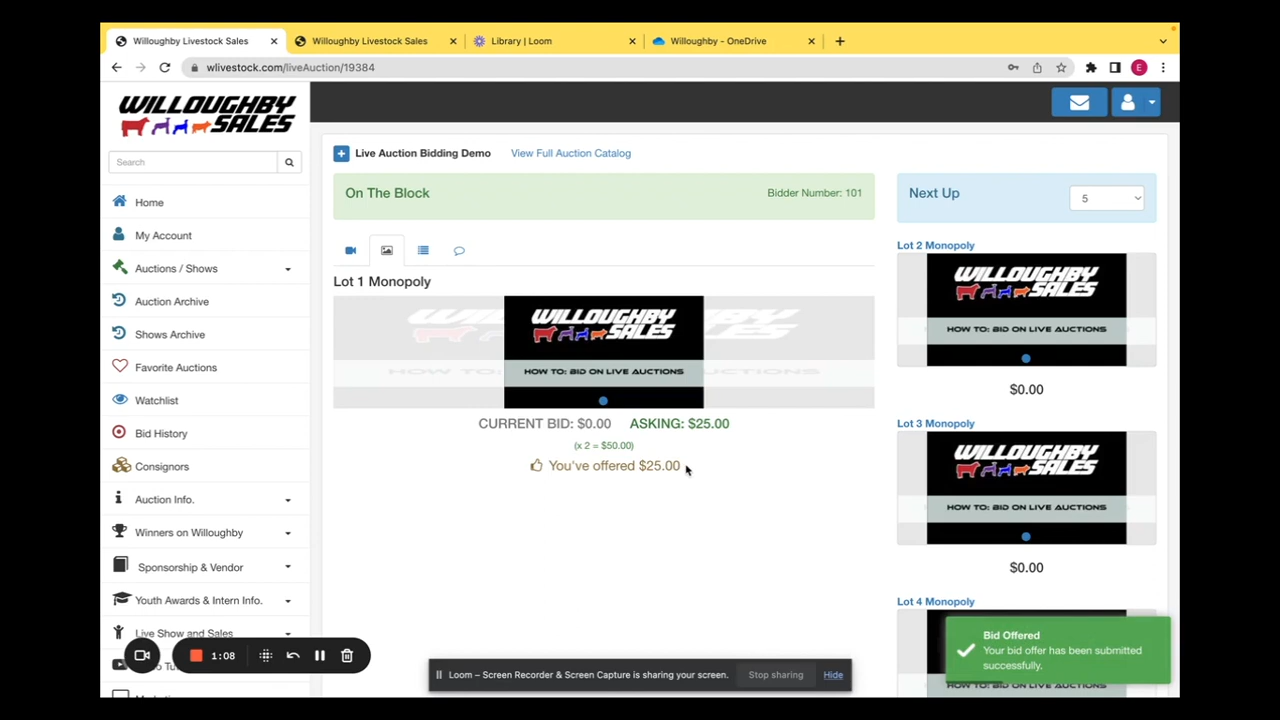 Willoughby Livestock Sales
Willoughby Livestock Sales
Library | Loom
Willoughby - OneDrive
wlivestock.com/liveAuction/19384
E
WILLOUGHBY
SALES
Search
Home
My Account
Auctions / Shows
Auction Archive
Shows Archive
Favorite Auctions
Watchlist
Bid History
Consignors
Auction Info.
Winners on Willoughby
Sponsorship & Vendor
Youth Awards & Intern Info.
Live Show and Sales
1:08
Live Auction Bidding Demo
View Full Auction Catalog
On The Block
Bidder Number: 101
Lot 1 Monopoly
WILLOUGHBY
SALES
HOW TO: BID ON LIVE AUCTIONS
CURRENT BID: $0.00 ASKING: $25.00
(x 2 = $50.00)
You've offered $25.00
Loom – Screen Recorder & Screen Capture is sharing your screen.
Stop sharing
Hide
Next Up
5
Lot 2 Monopoly
WILLOUGHBY
SALES
HOW TO: BID ON LIVE AUCTIONS
$0.00
Lot 3 Monopoly
WILLOUGHBY
SALES
HOW TO: BID ON LIVE AUCTIONS
$0.00
Lot 4 Monopoly
Bid Offered
Your bid offer has been submitted
successfully.